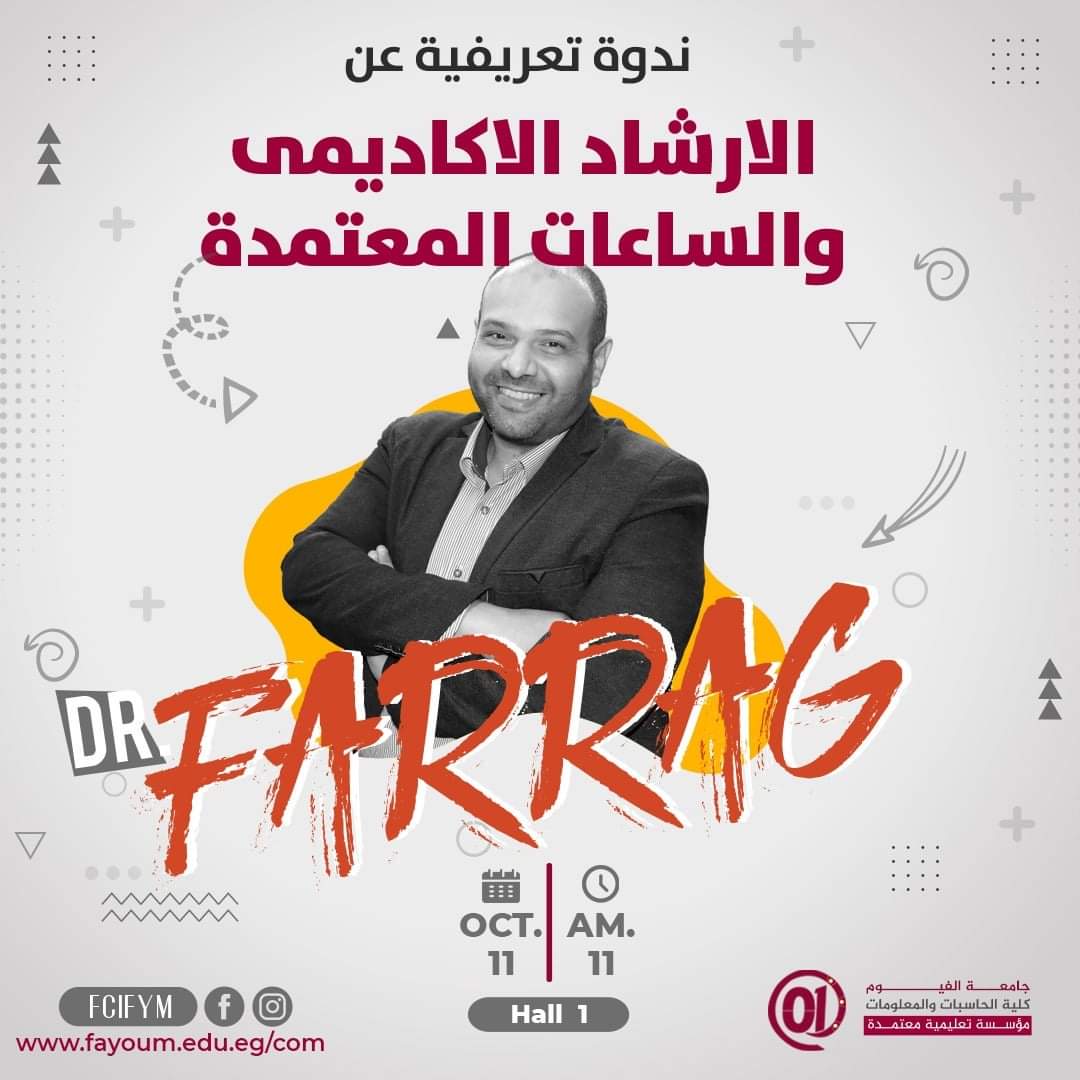 ندوة تعريفية عن
الارشاد الاكاديمى
والساعات المعتمدة
DR.
FARRAG
OCT.
11
AM.
11
Hall 1
FCIFYM
www.fayoum.edu.eg/com
01
جامعة الفيوم
كلية الحاسبات والمعلومات
مؤسسة تعليمية معتمدة